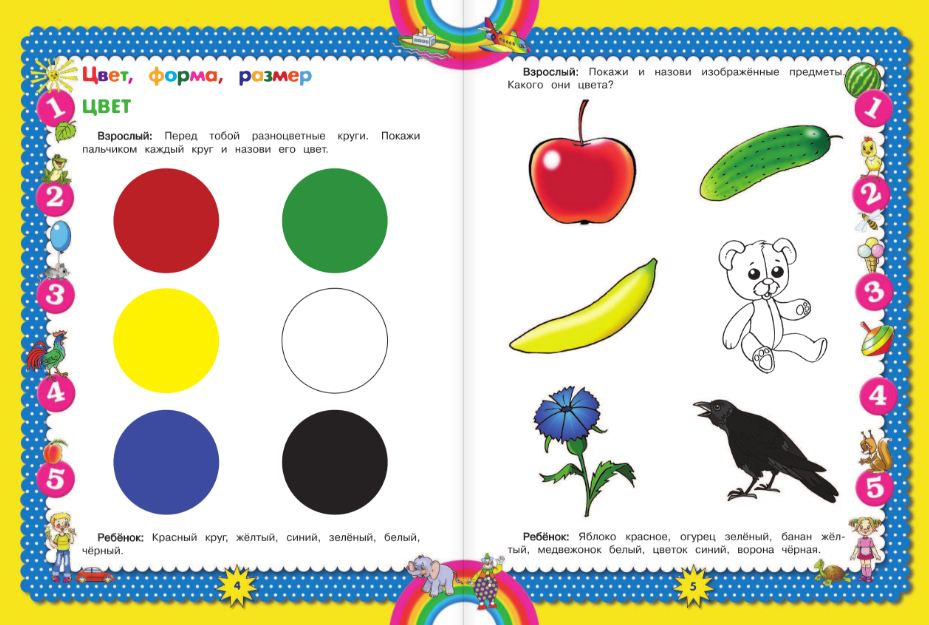 Цвет, форма, размер
ЦВЕТ
Взрослый: Перед тобой разноцветные круги. Покажи
пальчиком каждый круг и назови его цвет.
Ребёнок: Красный круг, жёлтый, синий, зелёный, белый,
чёрный.
1
2
3
4
5
4
Взрослый: Покажи и назови изображённые предметы.
Какого они цвета?
Ребёнок: Яблоко красное, огурец зелёный, банан жёл-
тый, медвежонок белый, цветок синий, ворона чёрная.
1
2
3
4
5
5